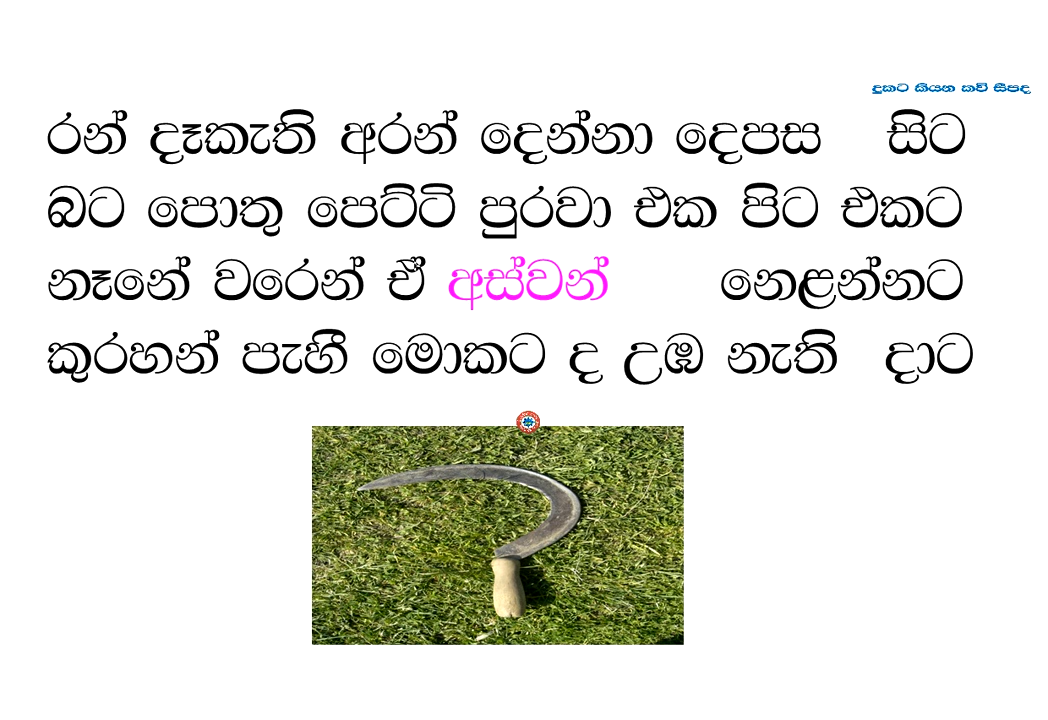 දුකට කියන කවි සීපද
රන් දෑකැති අරන් දෙන්නා දෙපස සිට
බට පොතු පෙට්ටි පුරවා එක පිට එකට
නෑනේ වරෙන් ඒ අස්වන් නෙළන්නට
කුරහන් පැහී මොකට ද උඹ නැති දාට